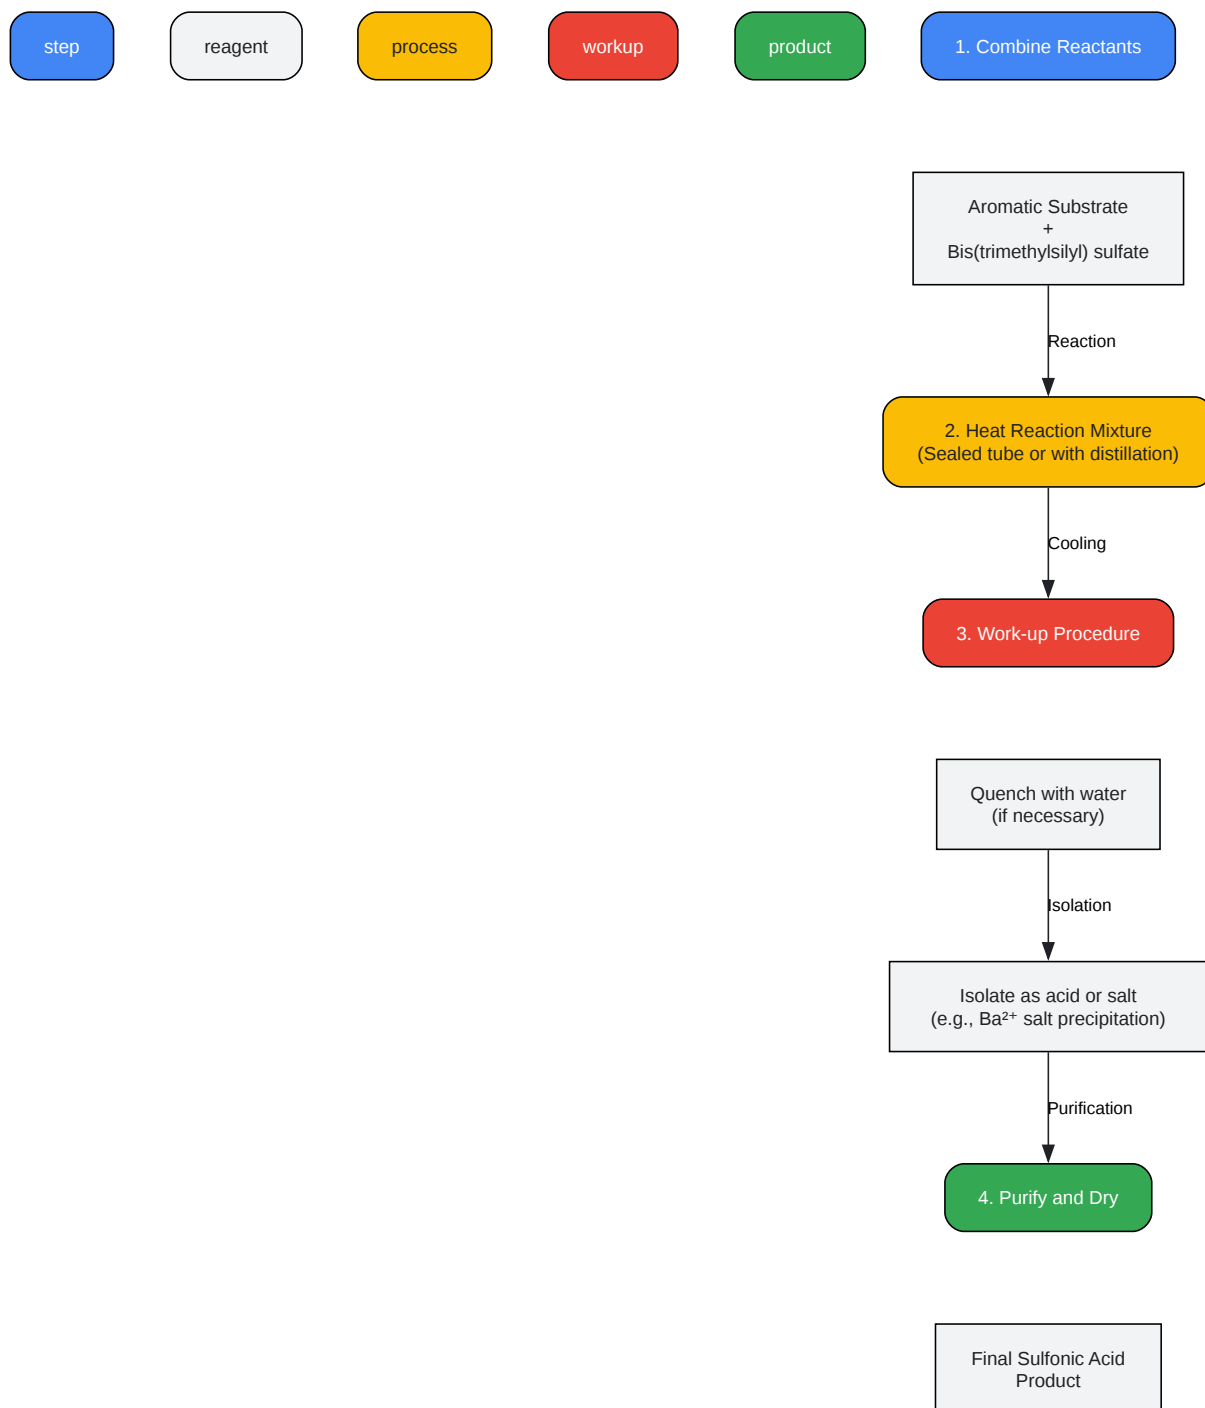 step
reagent
process
workup
product
1. Combine Reactants
Aromatic Substrate
+
Bis(trimethylsilyl) sulfate
Reaction
2. Heat Reaction Mixture
(Sealed tube or with distillation)
Cooling
3. Work-up Procedure
Quench with water
(if necessary)
Isolation
Isolate as acid or salt
(e.g., Ba²⁺ salt precipitation)
Purification
4. Purify and Dry
Final Sulfonic Acid
Product